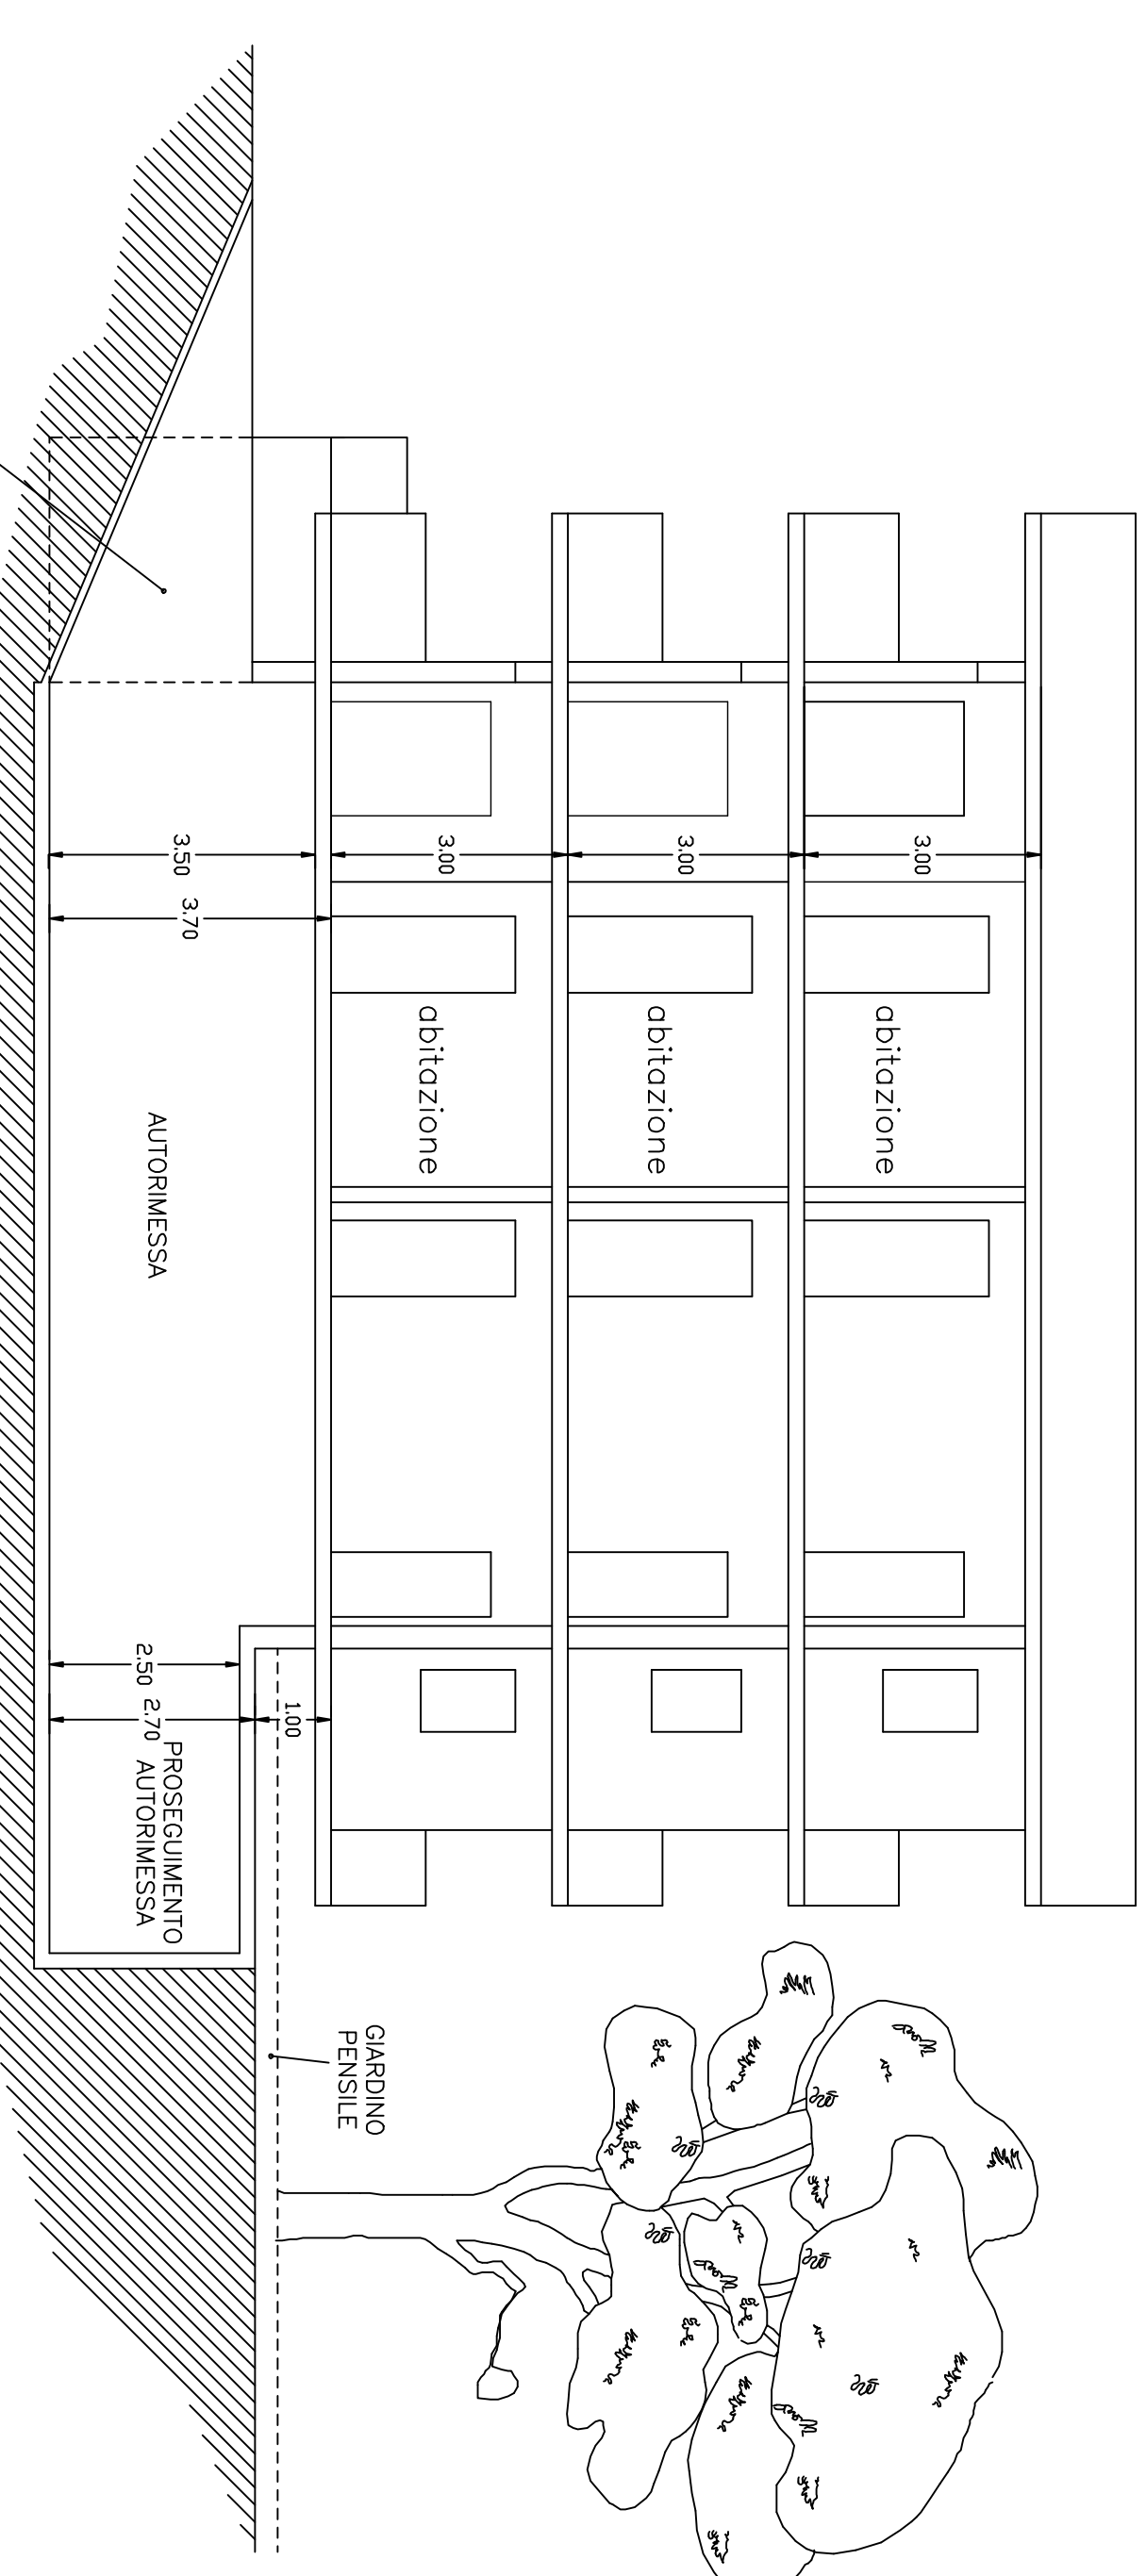 abitazione
3.00
abitazione
3.00
abitazione
3.00
GIARDINO
PENSILE
1.00
3.50
3.70
AUTORIMESSA
2.50
2.70
PROSEGUIMENTO
AUTORIMESSA